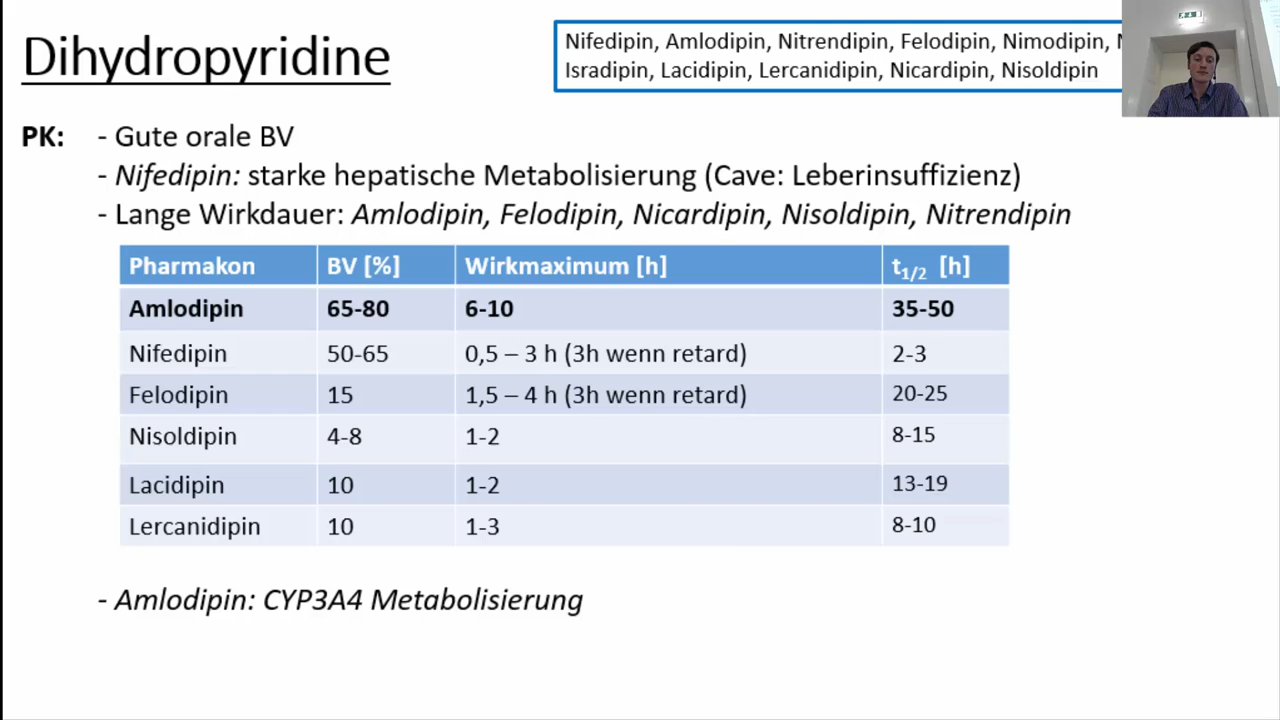 Dihydropyridine
Nifedipin, Amlodipin, Nitrendipin, Felodipin, Nimodipin,
Isradipin, Lacidipin, Lercanidipin, Nicardipin, Nisoldipin
PK: - Gute orale BV
- Nifedipin: starke hepatische Metabolisierung (Cave: Leberinsuffizienz)
- Lange Wirkdauer: Amlodipin, Felodipin, Nicardipin, Nisoldipin, Nitrendipin
Pharmakon BV [%] Wirkmaximum [h] t1/2 [h]
Amlodipin 65-80 6-10 35-50
Nifedipin 50-65 0,5 – 3 h (3h wenn retard) 2-3
Felodipin 15 1,5 – 4 h (3h wenn retard) 20-25
Nisoldipin 4-8 1-2 8-15
Lacidipin 10 1-2 13-19
Lercanidipin 10 1-3 8-10
- Amlodipin: CYP3A4 Metabolisierung